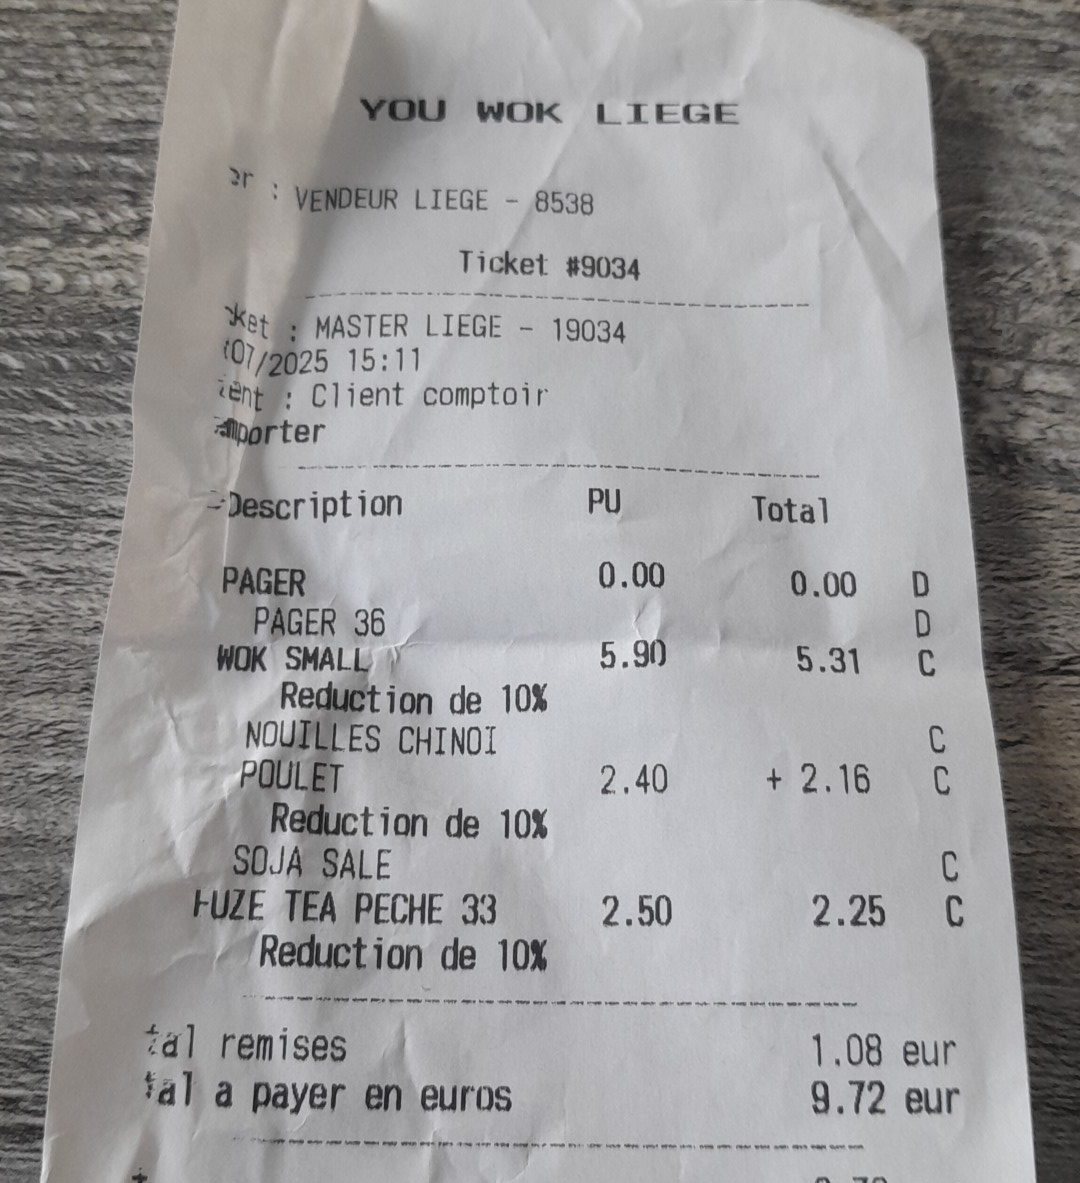 YOU WOK LIEGE
: VENDEUR LIEGE - 8538
Ticket #9034
: MASTER LIEGE - 19034
07/2025 15:11
: Client comptoir
Description PU Total
PAGER 0.00 0.00 D
PAGER 36 D
WOK SMALL 5.90 5.31 C
Reduction de 10%
NOUILLES CHINOI C
POULET 2.40 + 2.16 C
Reduction de 10%
SOJA SALE C
FUZE TEA PECHE 33 2.50 2.25 C
Reduction de 10%
remises 1.08 eur
a payer en euros 9.72 eur